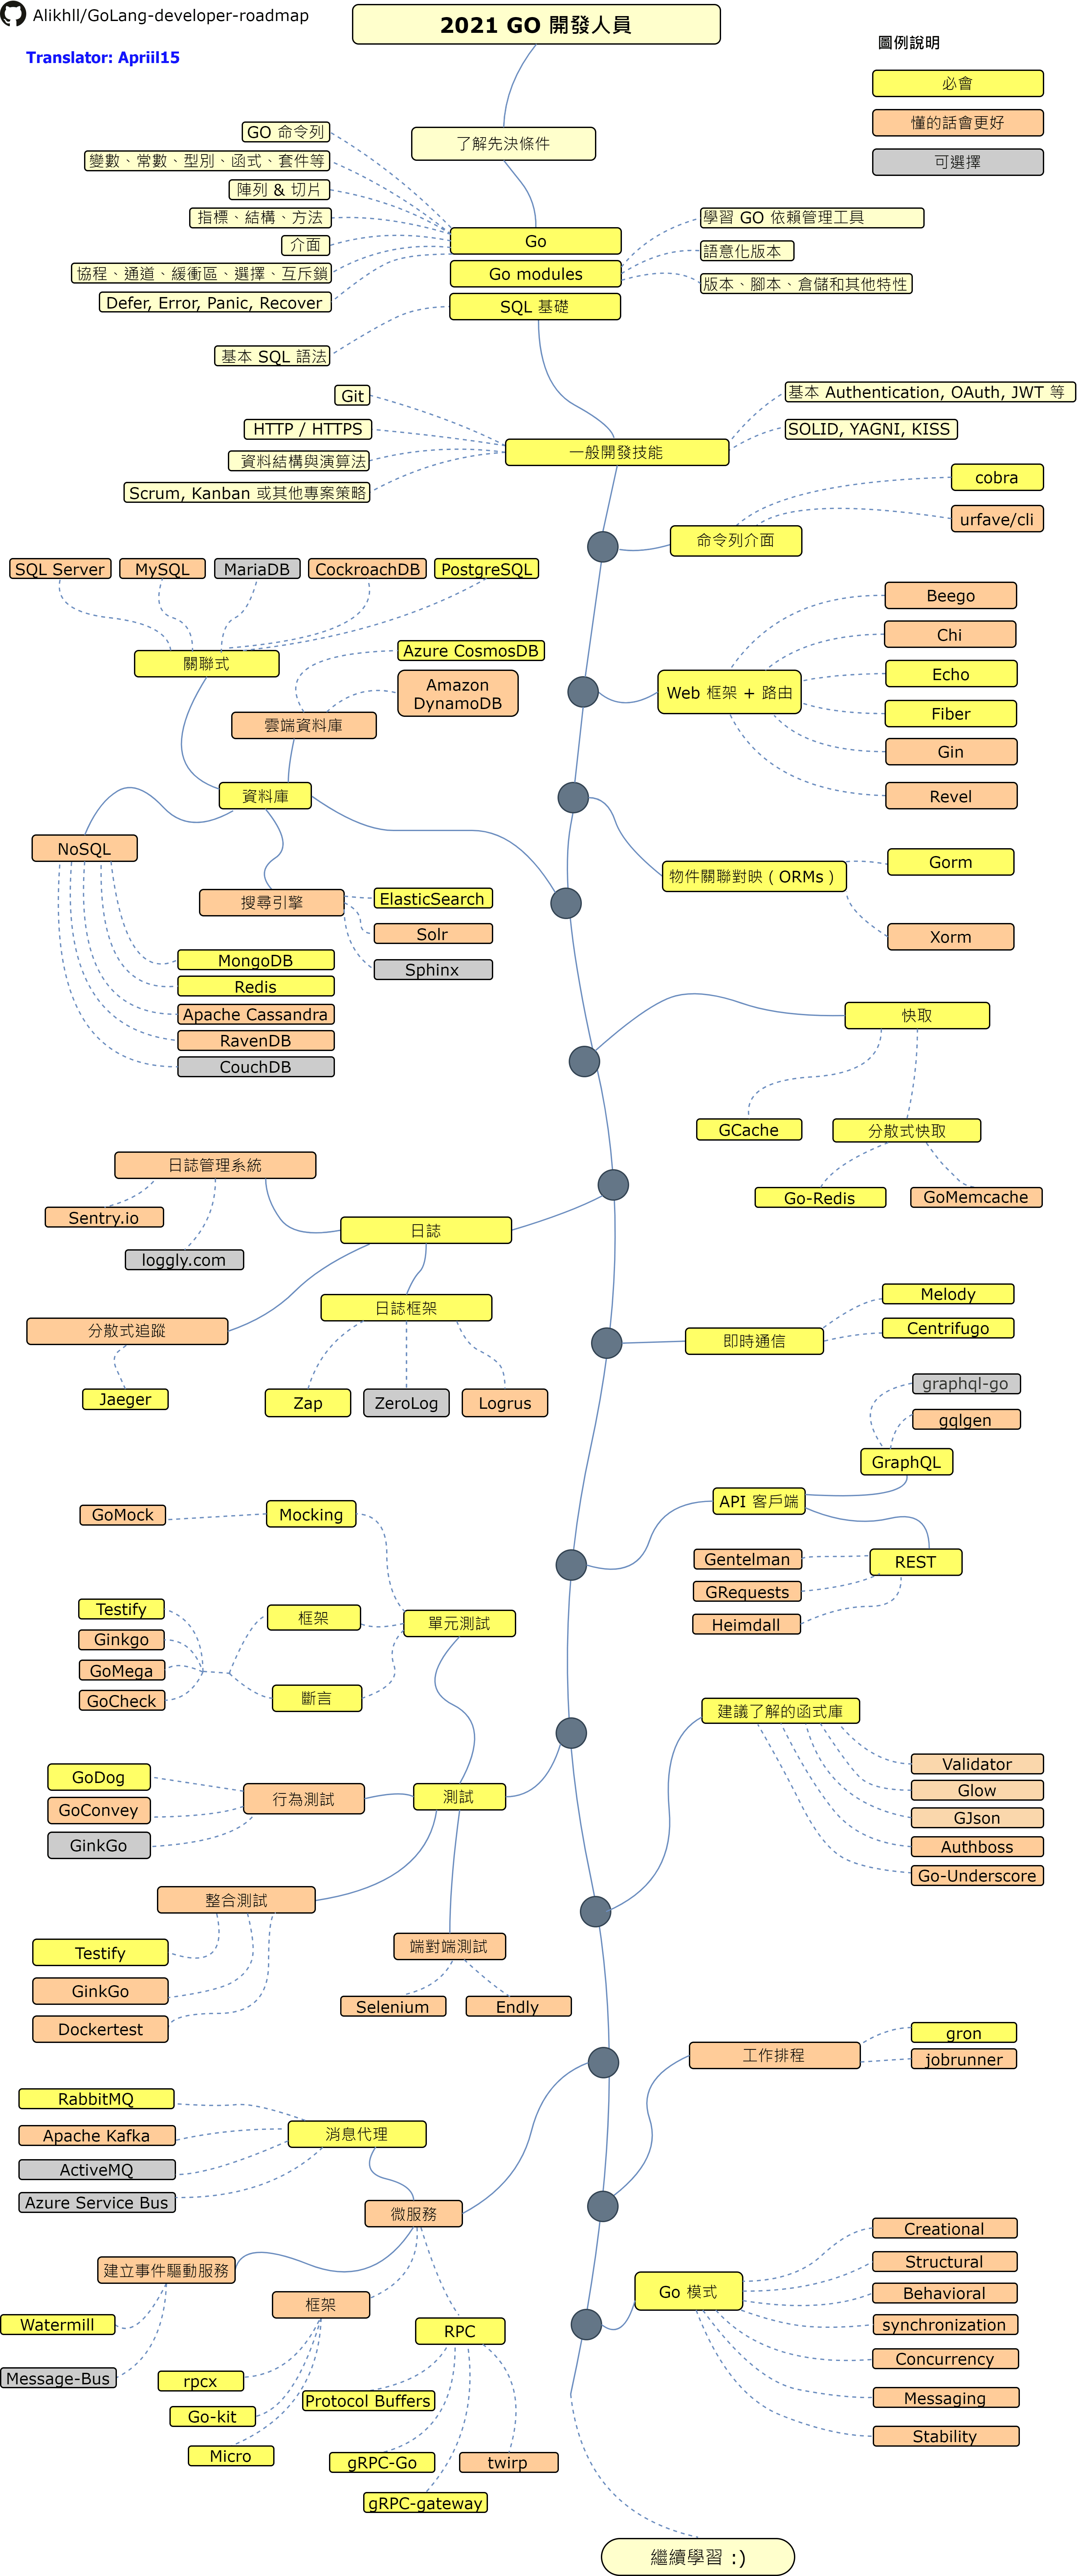 Alikhll/GoLang-developer-roadmap
Translator: Apriil15
2021 GO 開發人員
圖例說明
必會
懂的話會更好
可選擇
了解先決條件
GO 命令列
變數、常數、型別、函式、套件等
陣列 & 切片
指標、結構、方法
介面
協程、通道、緩衝區、選擇、互斥鎖
Defer, Error, Panic, Recover
Go
Go modules
SQL 基礎
學習 GO 依賴管理工具
語意化版本
版本、腳本、倉儲和其他特性
基本 SQL 語法
Git
HTTP / HTTPS
資料結構與演算法
Scrum, Kanban 或其他專案策略
一般開發技能
基本 Authentication, OAuth, JWT 等
SOLID, YAGNI, KISS
命令列介面
cobra
urfave/cli
SQL Server
MySQL
MariaDB
CockroachDB
PostgreSQL
關聯式
Azure CosmosDB
Amazon
DynamoDB
雲端資料庫
資料庫
Web 框架 + 路由
Beego
Chi
Echo
Fiber
Gin
Revel
NoSQL
搜尋引擎
ElasticSearch
Solr
Sphinx
MongoDB
Redis
Apache Cassandra
RavenDB
CouchDB
物件關聯對映 ( ORMs )
Gorm
Xorm
快取
GCache
分散式快取
Go-Redis
GoMemcache
日誌管理系統
Sentry.io
loggly.com
日誌
日誌框架
分散式追蹤
Jaeger
Zap
ZeroLog
Logrus
即時通信
Melody
Centrifugo
graphql-go
gqlgen
GraphQL
API 客戶端
REST
Gentelman
GRequests
Heimdall
GoMock
Mocking
Testify
Ginkgo
GoMega
GoCheck
框架
斷言
單元測試
建議了解的函式庫
Validator
Glow
GJson
Authboss
Go-Underscore
GoDog
GoConvey
GinkGo
行為測試
測試
整合測試
Testify
GinkGo
Dockertest
端對端測試
Selenium
Endly
工作排程
gron
jobrunner
RabbitMQ
Apache Kafka
ActiveMQ
Azure Service Bus
消息代理
微服務
建立事件驅動服務
Watermill
Message-Bus
框架
rpcx
Go-kit
Micro
RPC
Protocol Buffers
gRPC-Go
twirp
gRPC-gateway
Go 模式
Creational
Structural
Behavioral
synchronization
Concurrency
Messaging
Stability
繼續學習 :)